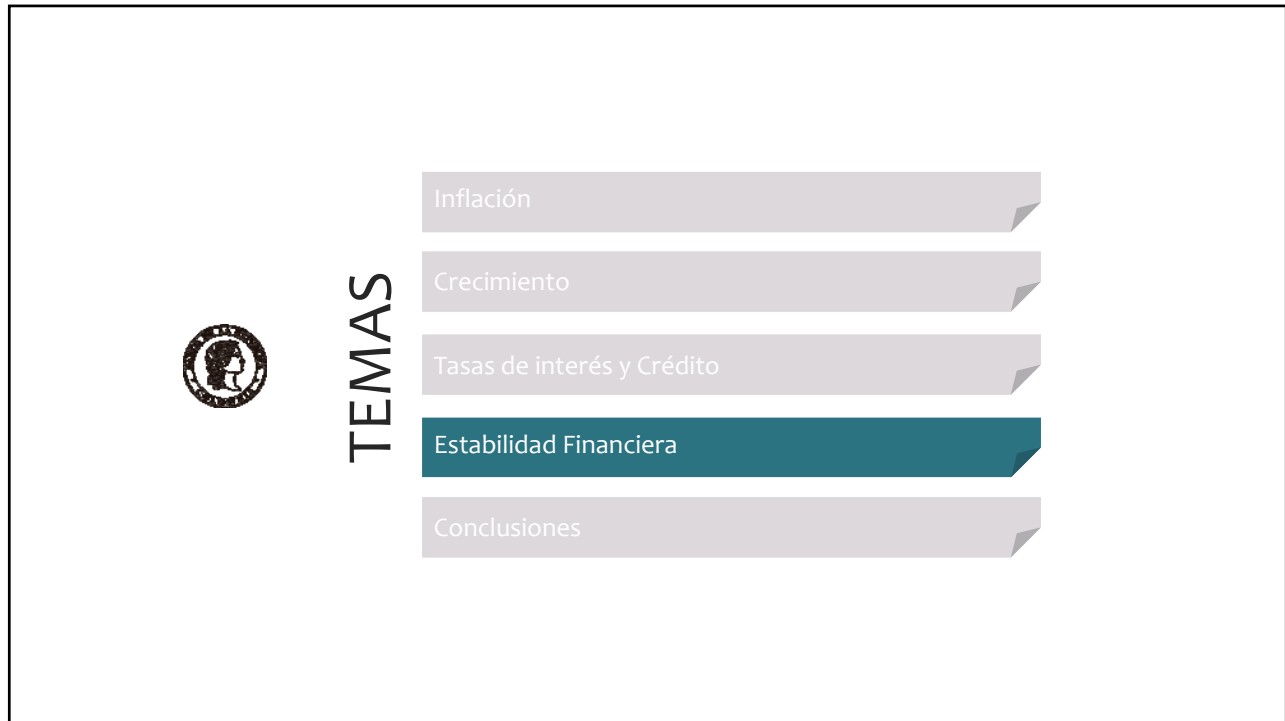 TEMAS
Inflación
Crecimiento
Tasas de interés y Crédito
Estabilidad Financiera
Conclusiones